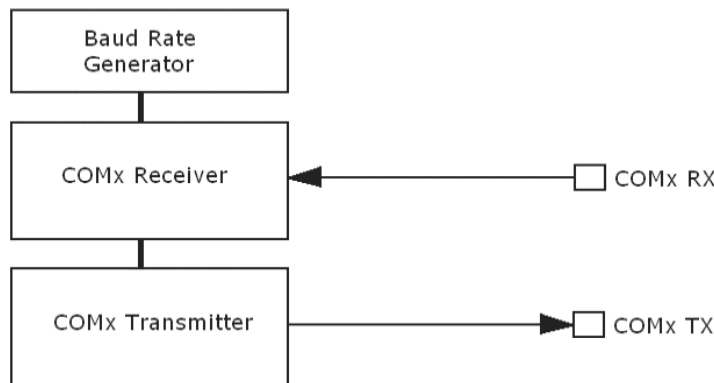 Baud Rate
Generator
COMx Receiver
COMx RX
COMx Transmitter
COMx TX